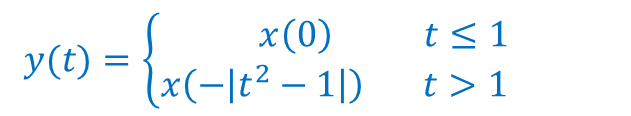 y(t) = { x(0) t ≤ 1
x(−|t² − 1|) t > 1